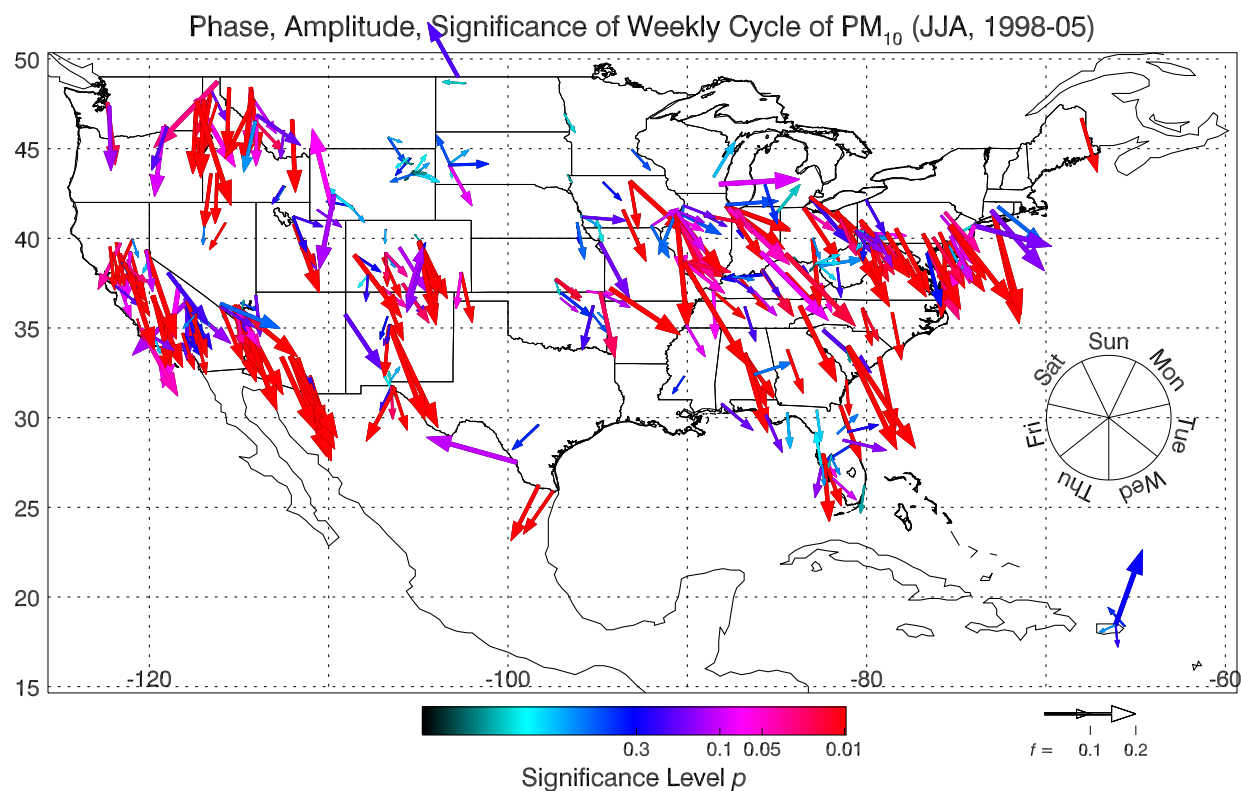 Phase, Amplitude, Significance of Weekly Cycle of PM₁₀ (JJA, 1998-05)
50
45
40
35
30
25
20
15
-120
-100
-80
-60
Sun
Mon
Tue
Wed
Thu
Fri
Sat
0.3
0.1
0.05
0.01
Significance Level p
f =
0.1
0.2